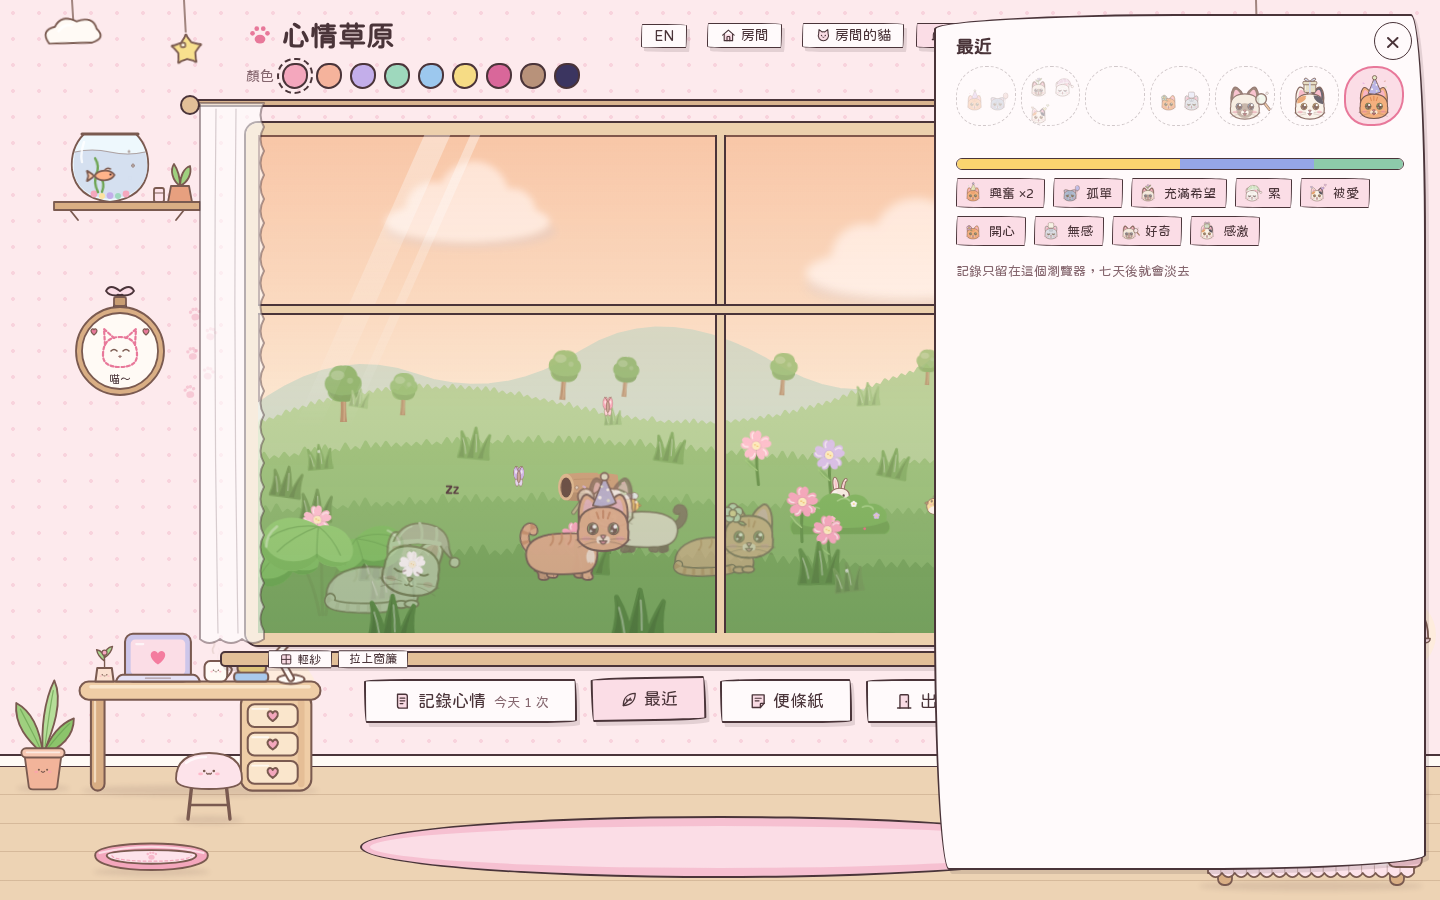 心情草原
EN
房間
房間的貓
顏色
最近
興奮 ×2
孤單
充滿希望
累
被愛
開心
無感
好奇
感激
記錄只留在這個瀏覽器，七天後就會淡去
喵～
Zz
輕紗
拉上窗簾
記錄心情 今天 1 次
最近
便條紙
出